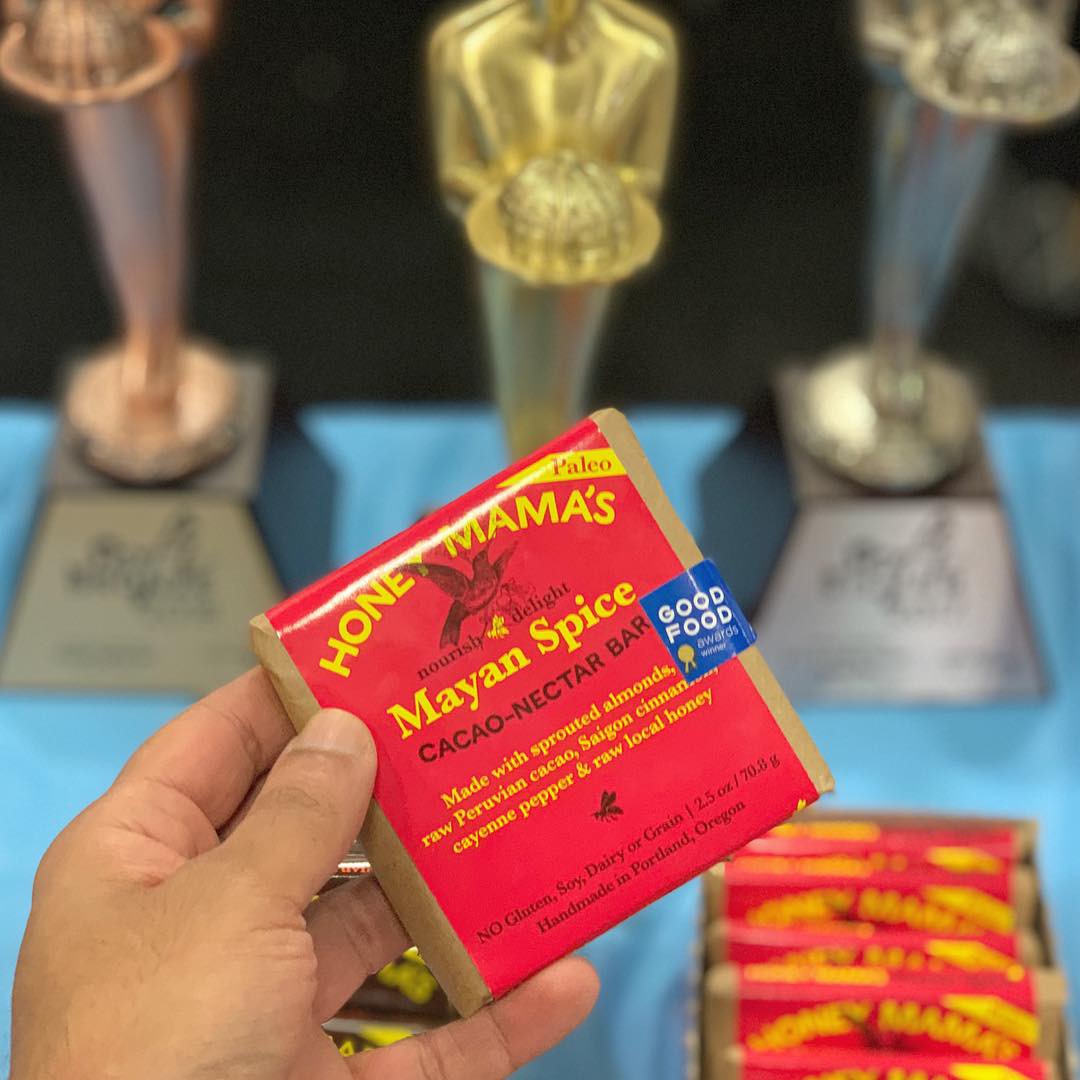 Paleo
HONEY MAMA'S
nourish delight
Mayan Spice
CACAO-NECTAR BAR
GOOD
FOOD
awards
winner
Made with sprouted almonds,
raw Peruvian cacao, Saigon cinnamon,
cayenne pepper & raw local honey
NO Gluten, Soy, Dairy or Grain | 2.5 oz / 70.8 g
Handmade in Portland, Oregon
HONEY MAMA'S
HONEY MAMA'S